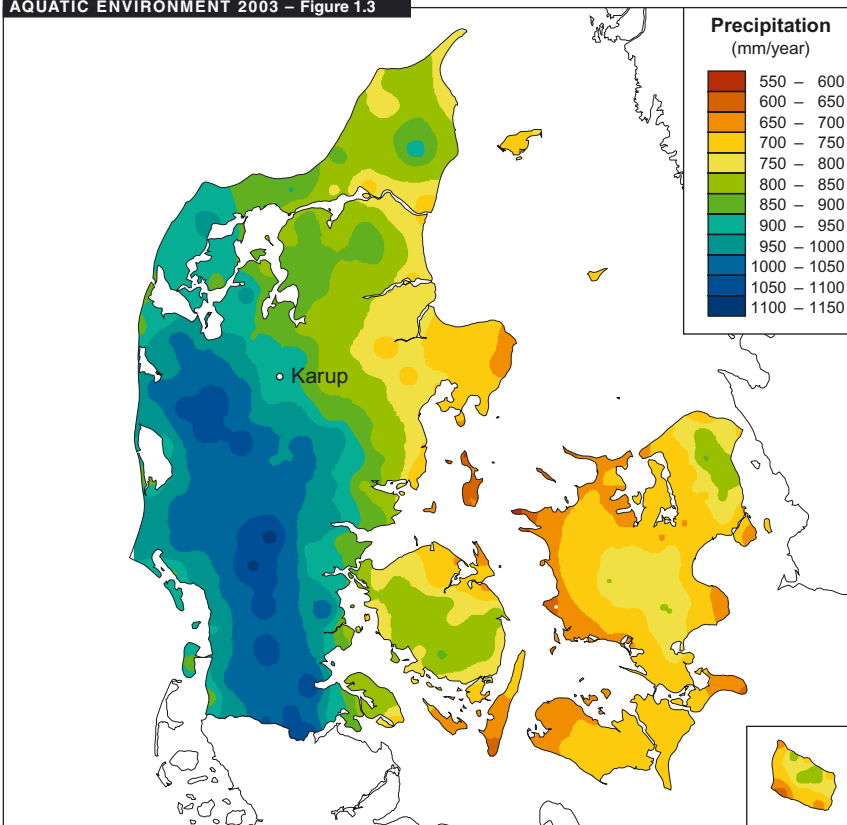 AQUATIC ENVIRONMENT 2003 – Figure 1.3
Precipitation
(mm/year)
550 – 600
600 – 650
650 – 700
700 – 750
750 – 800
800 – 850
850 – 900
900 – 950
950 – 1000
1000 – 1050
1050 – 1100
1100 – 1150
Karup